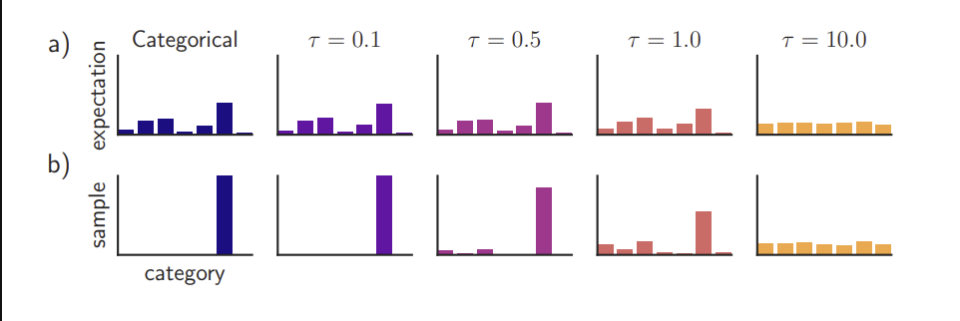 a) Categorical τ = 0.1 τ = 0.5 τ = 1.0 τ = 10.0
expectation
b)
sample
category